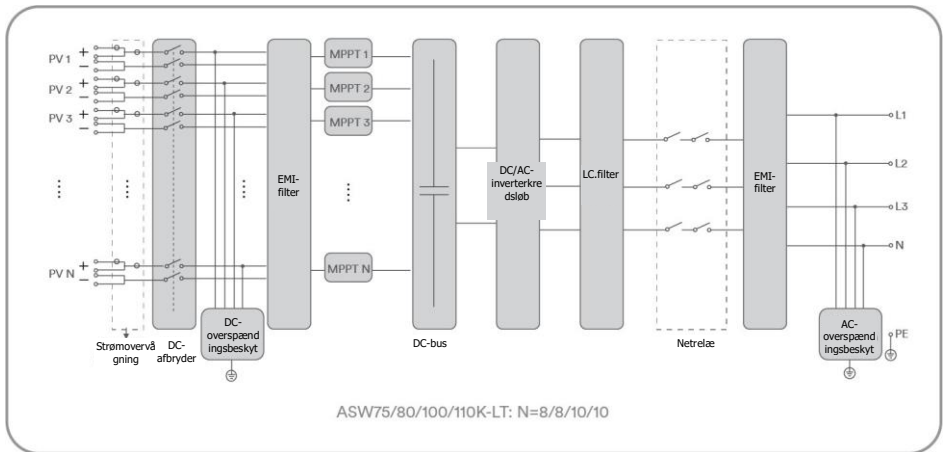 PV 1 + −
PV 2 + −
PV 3 + −
PV N + −
Strømovervå
gning
DC-
afbryder
DC-
overspænd
ingsbeskyt
EMI-
filter
MPPT 1
MPPT 2
MPPT 3
MPPT N
DC-bus
DC/AC-
inverterkre
dsløb
LC.filter
Netrelæ
EMI-
filter
AC-
overspænd
ingsbeskyt
L1
L2
L3
N
PE
ASW75/80/100/110K-LT: N=8/8/10/10